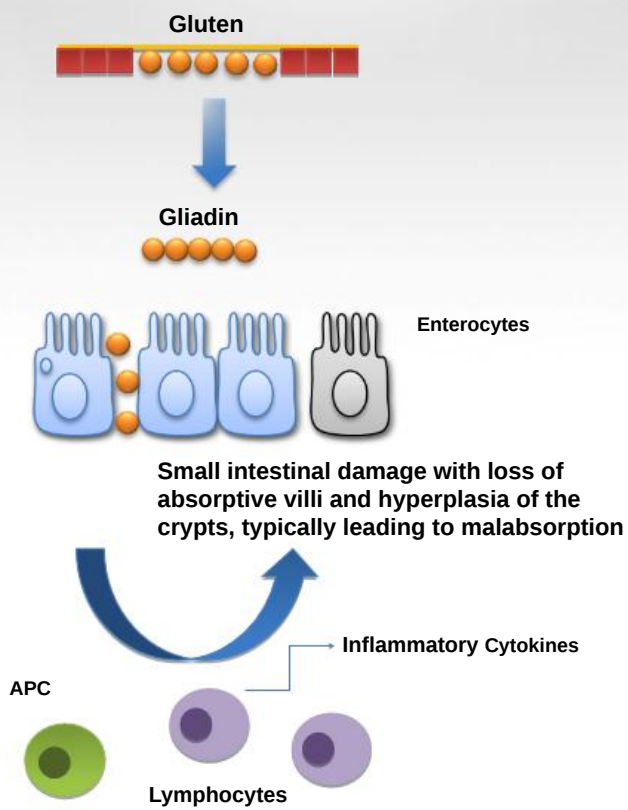 Gluten
Gliadin
Enterocytes
Small intestinal damage with loss of
absorptive villi and hyperplasia of the
crypts, typically leading to malabsorption
Inflammatory Cytokines
APC
Lymphocytes